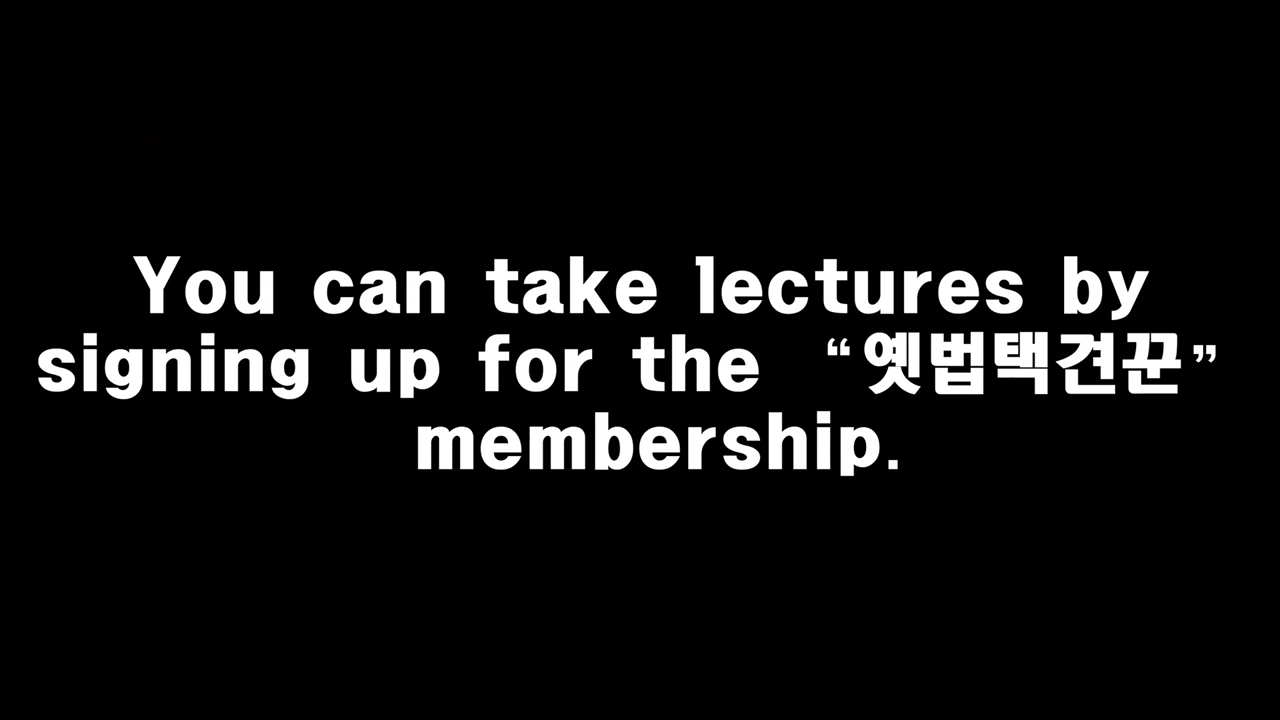 You can take lectures by
signing up for the “옛법택견꾼”
membership.